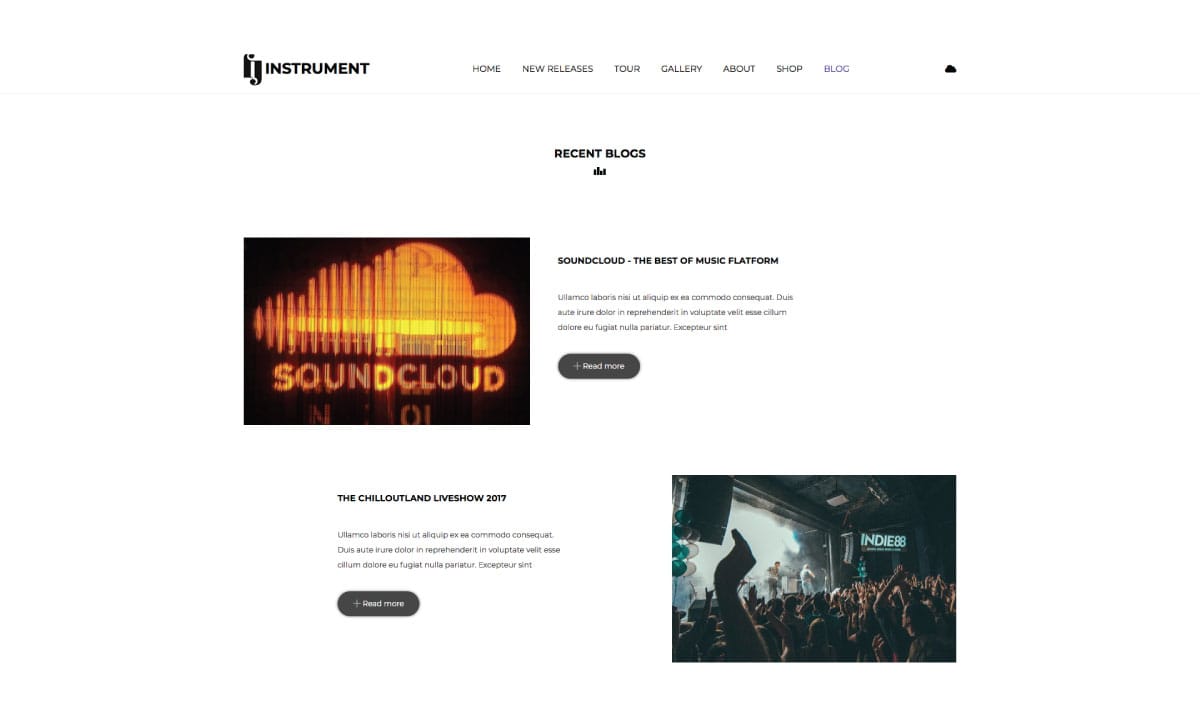 INSTRUMENT
HOME NEW RELEASES TOUR GALLERY ABOUT SHOP BLOG
RECENT BLOGS
SOUNDCLOUD
SOUNDCLOUD - THE BEST OF MUSIC FLATFORM
Ullamco laboris nisi ut aliquip ex ea commodo consequat. Duis
aute irure dolor in reprehenderit in voluptate velit esse cillum
dolore eu fugiat nulla pariatur. Excepteur sint
Read more
THE CHILLOUTLAND LIVESHOW 2017
Ullamco laboris nisi ut aliquip ex ea commodo consequat.
Duis aute irure dolor in reprehenderit in voluptate velit esse
cillum dolore eu fugiat nulla pariatur. Excepteur sint
Read more
INDIE88